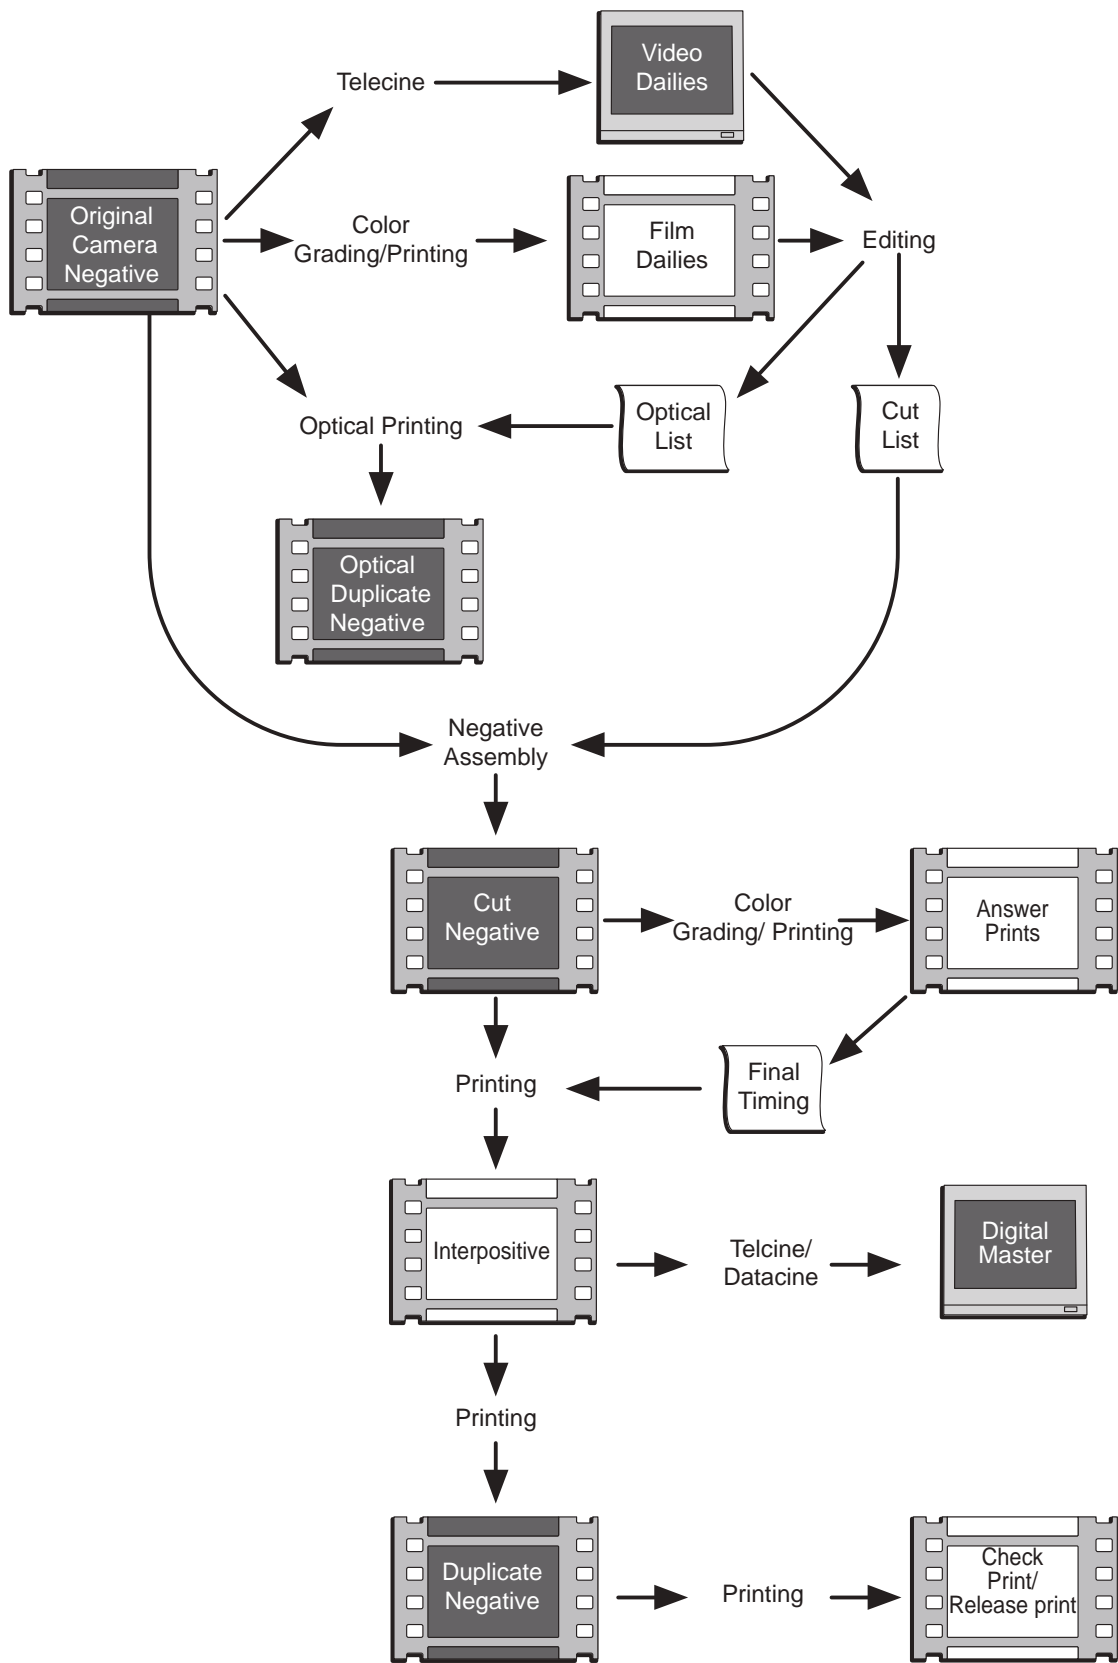 Video
Dailies
Telecine
Original
Camera
Negative
Color
Grading/Printing
Film
Dailies
Editing
Optical Printing
Optical
List
Cut
List
Optical
Duplicate
Negative
Negative
Assembly
Cut
Negative
Color
Grading/ Printing
Answer
Prints
Printing
Final
Timing
Interpositive
Telcine/
Datacine
Digital
Master
Printing
Duplicate
Negative
Printing
Check
Print/
Release print